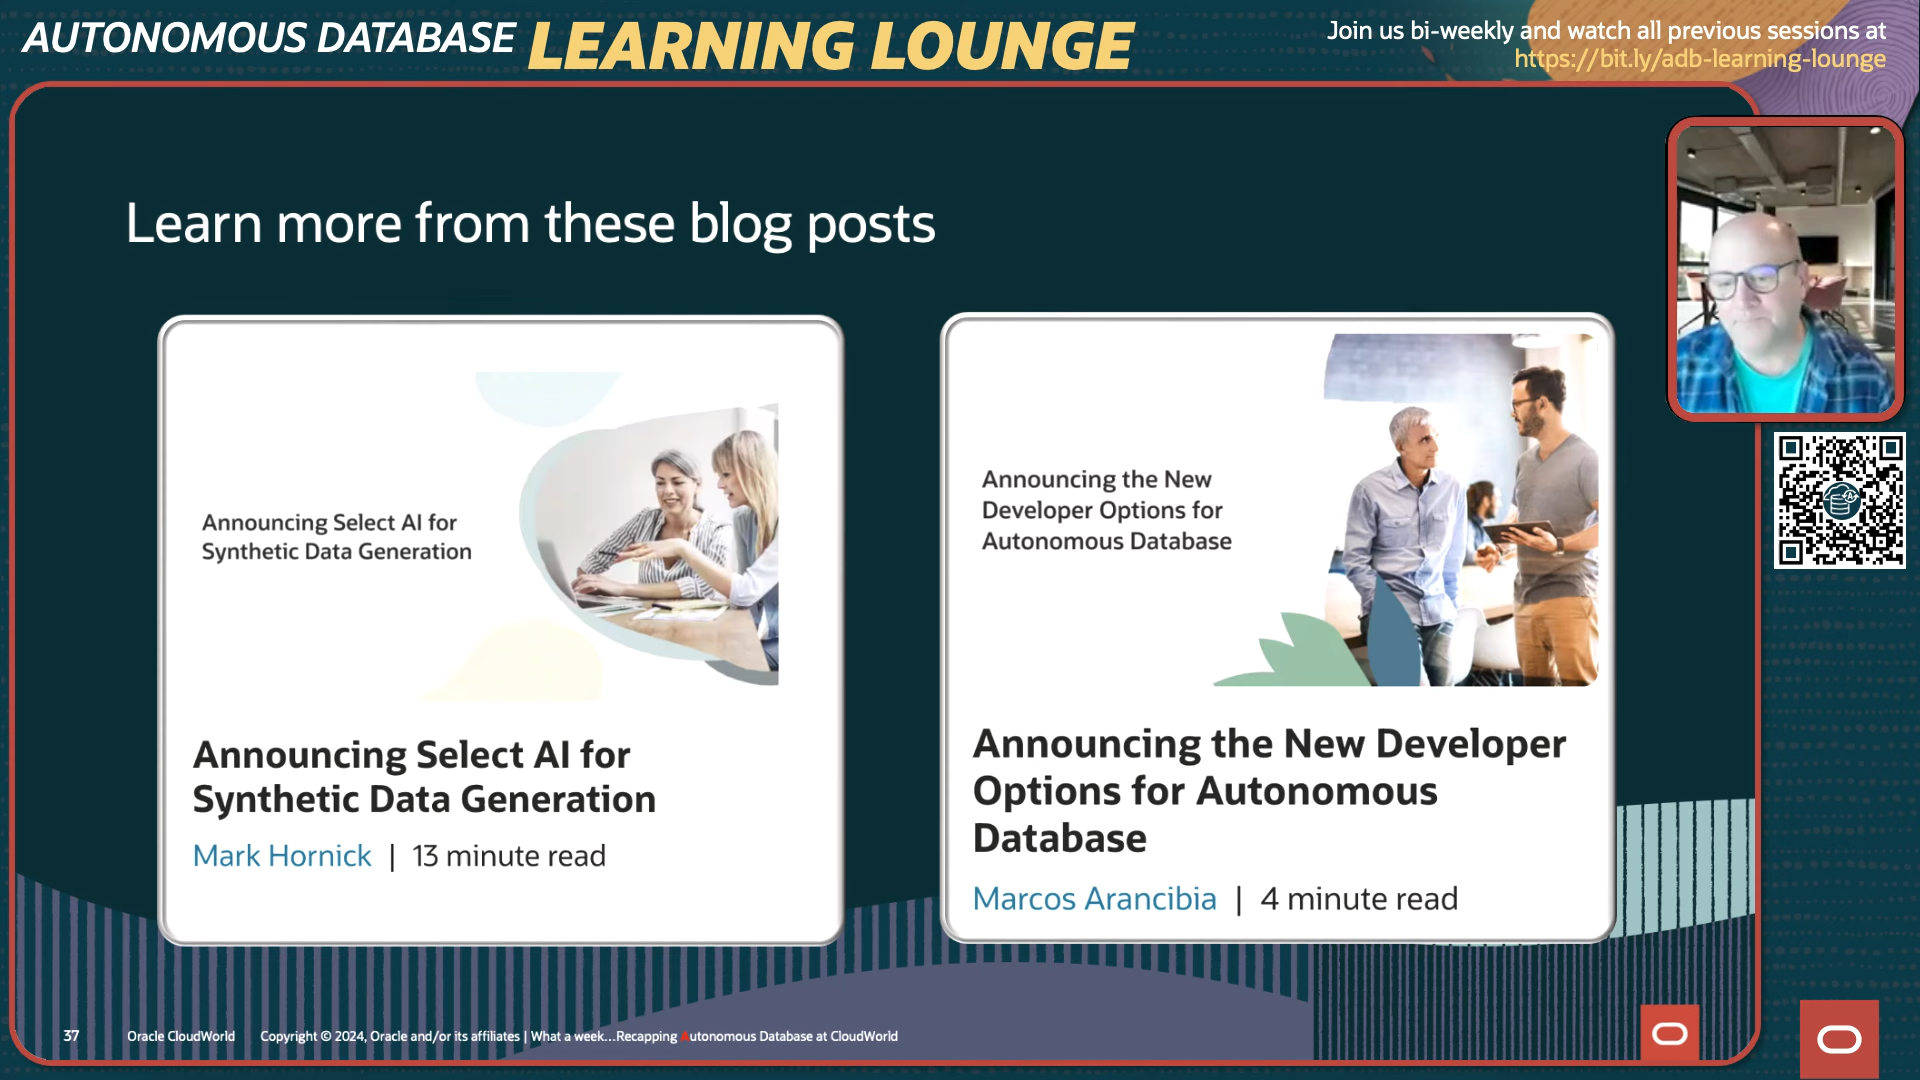 AUTONOMOUS DATABASE LEARNING LOUNGE
Join us bi-weekly and watch all previous sessions at
https://bit.ly/adb-learning-lounge
Learn more from these blog posts
Announcing Select AI for
Synthetic Data Generation
Announcing Select AI for
Synthetic Data Generation
Mark Hornick | 13 minute read
Announcing the New
Developer Options for
Autonomous Database
Announcing the New Developer
Options for Autonomous
Database
Marcos Arancibia | 4 minute read
37 Oracle CloudWorld Copyright © 2024, Oracle and/or its affiliates | What a week...Recapping Autonomous Database at CloudWorld